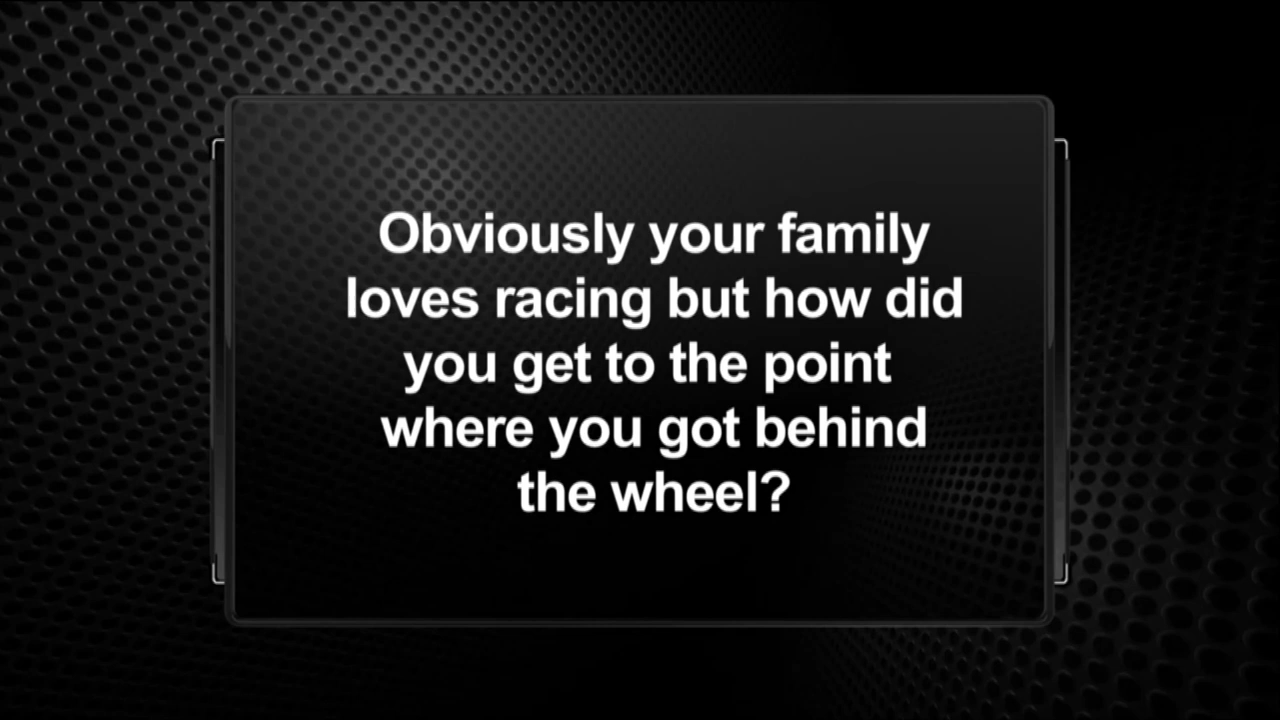 Obviously your family
loves racing but how did
you get to the point
where you got behind
the wheel?